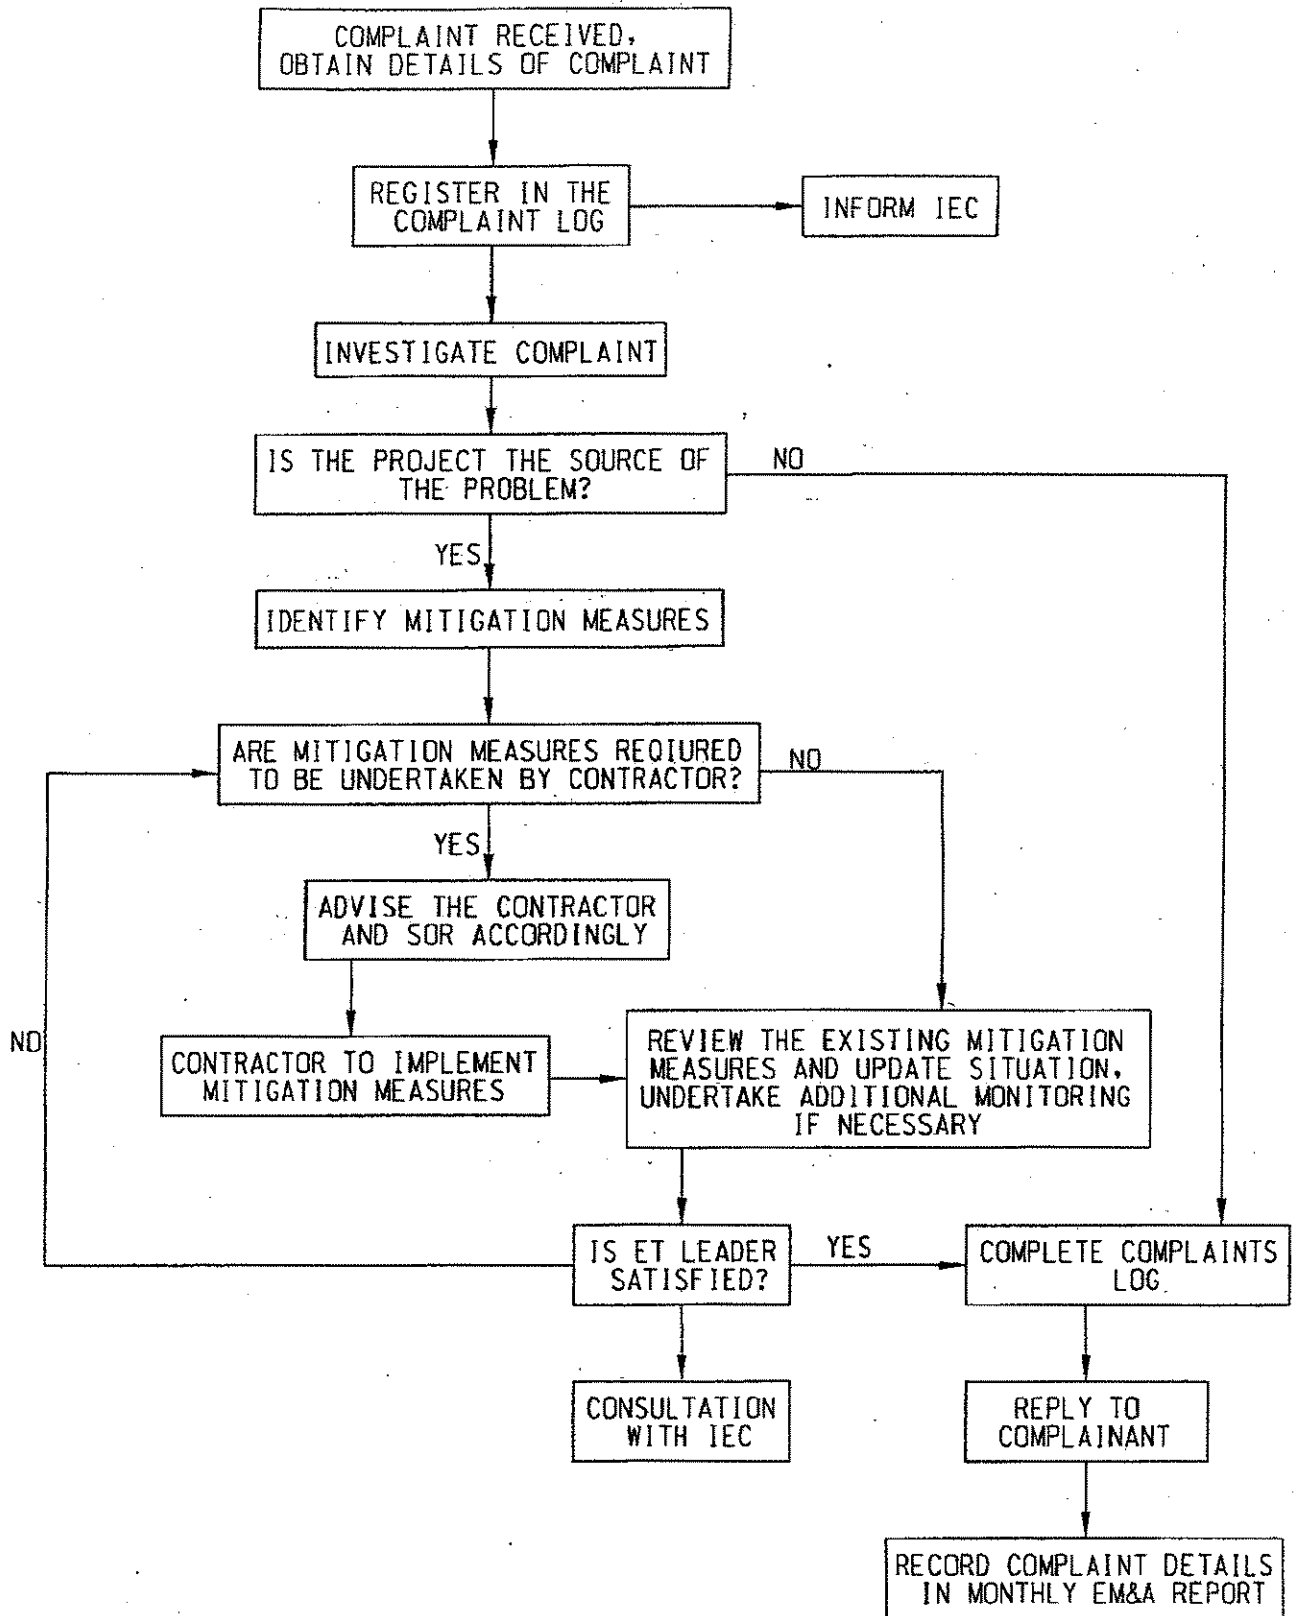 COMPLAINT RECEIVED,
OBTAIN DETAILS OF COMPLAINT
REGISTER IN THE
COMPLAINT LOG
INFORM IEC
INVESTIGATE COMPLAINT
IS THE PROJECT THE SOURCE OF
THE PROBLEM?
NO
YES
IDENTIFY MITIGATION MEASURES
ARE MITIGATION MEASURES REQIURED
TO BE UNDERTAKEN BY CONTRACTOR?
NO
YES
ADVISE THE CONTRACTOR
AND SOR ACCORDINGLY
NO
CONTRACTOR TO IMPLEMENT
MITIGATION MEASURES
REVIEW THE EXISTING MITIGATION
MEASURES AND UPDATE SITUATION,
UNDERTAKE ADDITIONAL MONITORING
IF NECESSARY
IS ET LEADER
SATISFIED?
YES
COMPLETE COMPLAINTS
LOG
CONSULTATION
WITH IEC
REPLY TO
COMPLAINANT
RECORD COMPLAINT DETAILS
IN MONTHLY EM&A REPORT